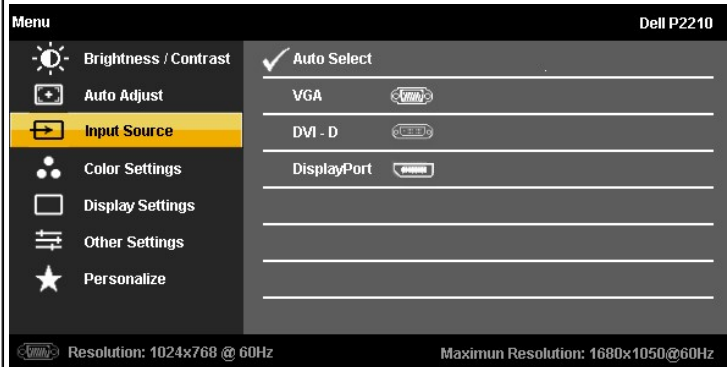 Menu Dell P2210
Brightness / Contrast Auto Select
Auto Adjust VGA
Input Source DVI - D
Color Settings DisplayPort
Display Settings
Other Settings
Personalize
Resolution: 1024x768 @ 60Hz Maximun Resolution: 1680x1050@60Hz